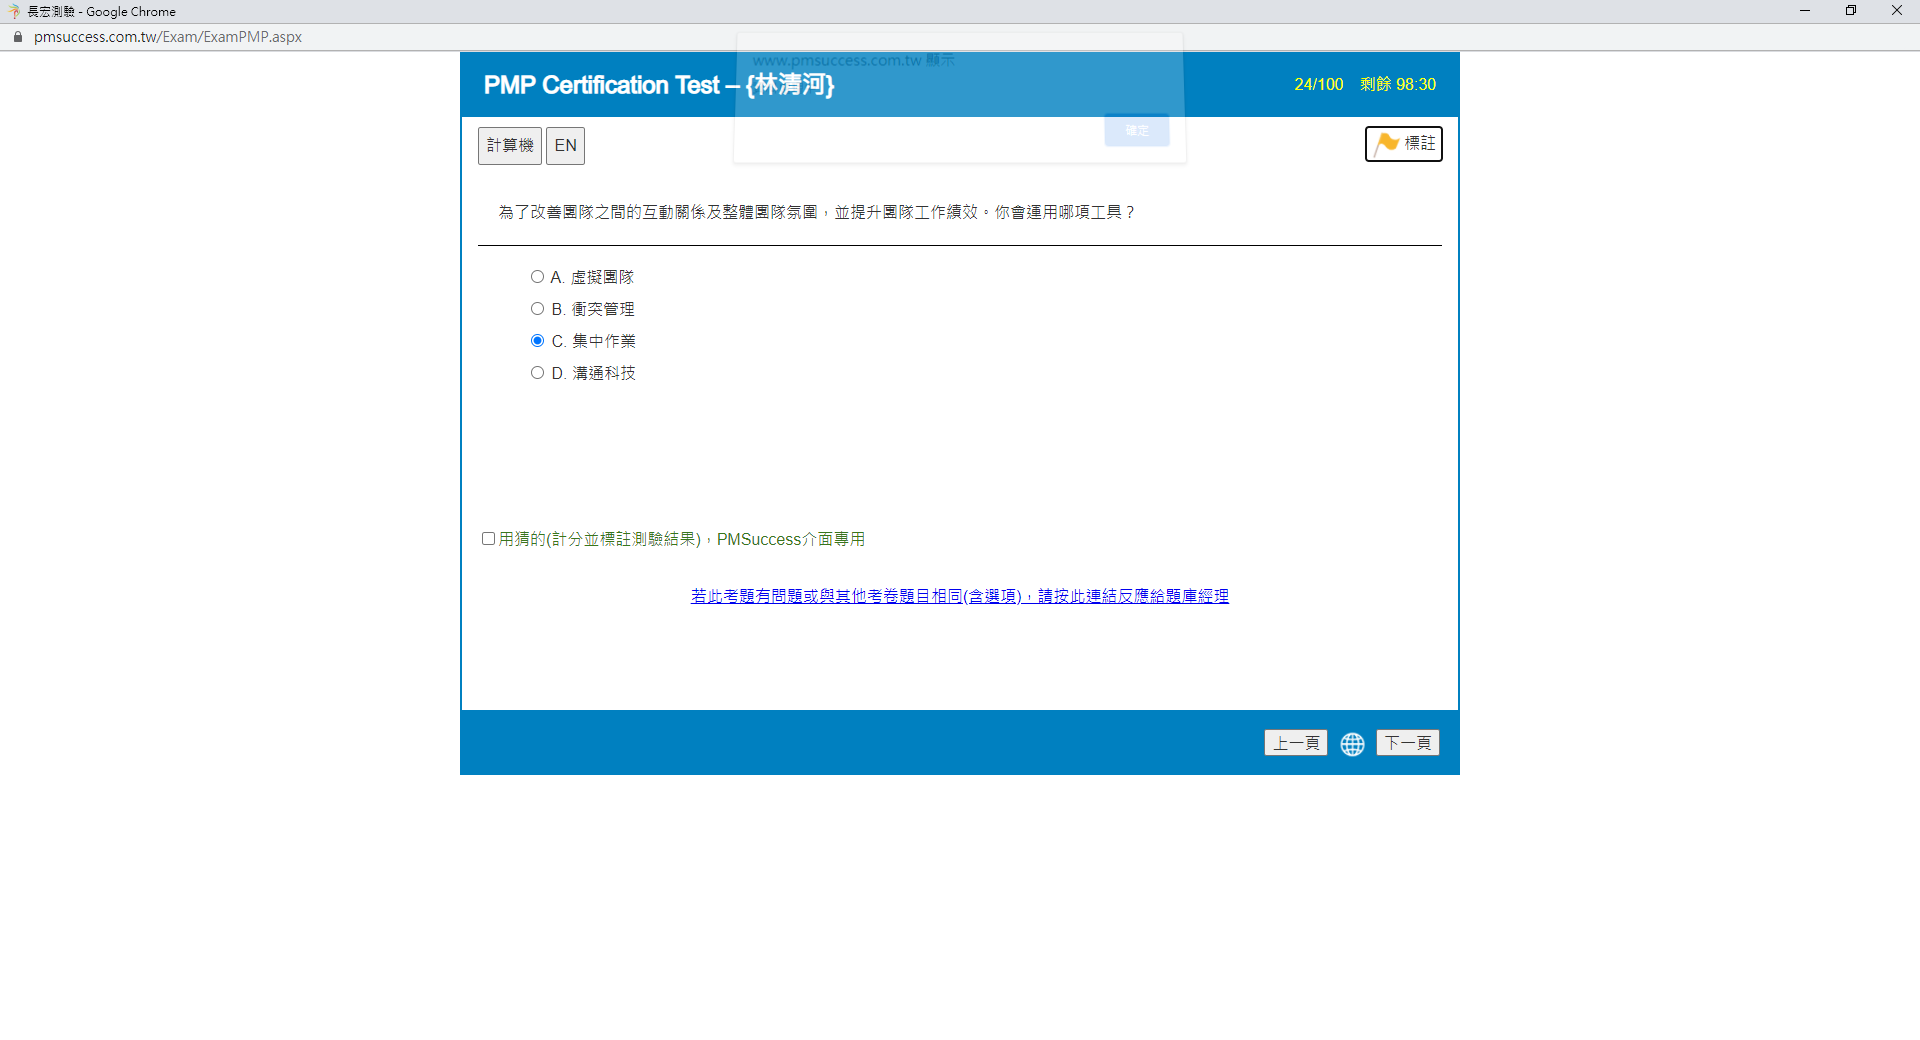 長宏測驗 - Google Chrome
pmsuccess.com.tw/Exam/ExamPMP.aspx
www.pmsuccess.com.tw 顯示
PMP Certification Test – {林清河}
24/100 剩餘 98:30
確定
計算機 EN 標註
為了改善團隊之間的互動關係及整體團隊氛圍，並提升團隊工作績效。你會運用哪項工具？
A. 虛擬團隊
B. 衝突管理
C. 集中作業
D. 溝通科技
用猜的(計分並標註測驗結果)，PMSuccess介面專用
若此考題有問題或與其他考卷題目相同(含選項)，請按此連結反應給題庫經理
上一頁 下一頁